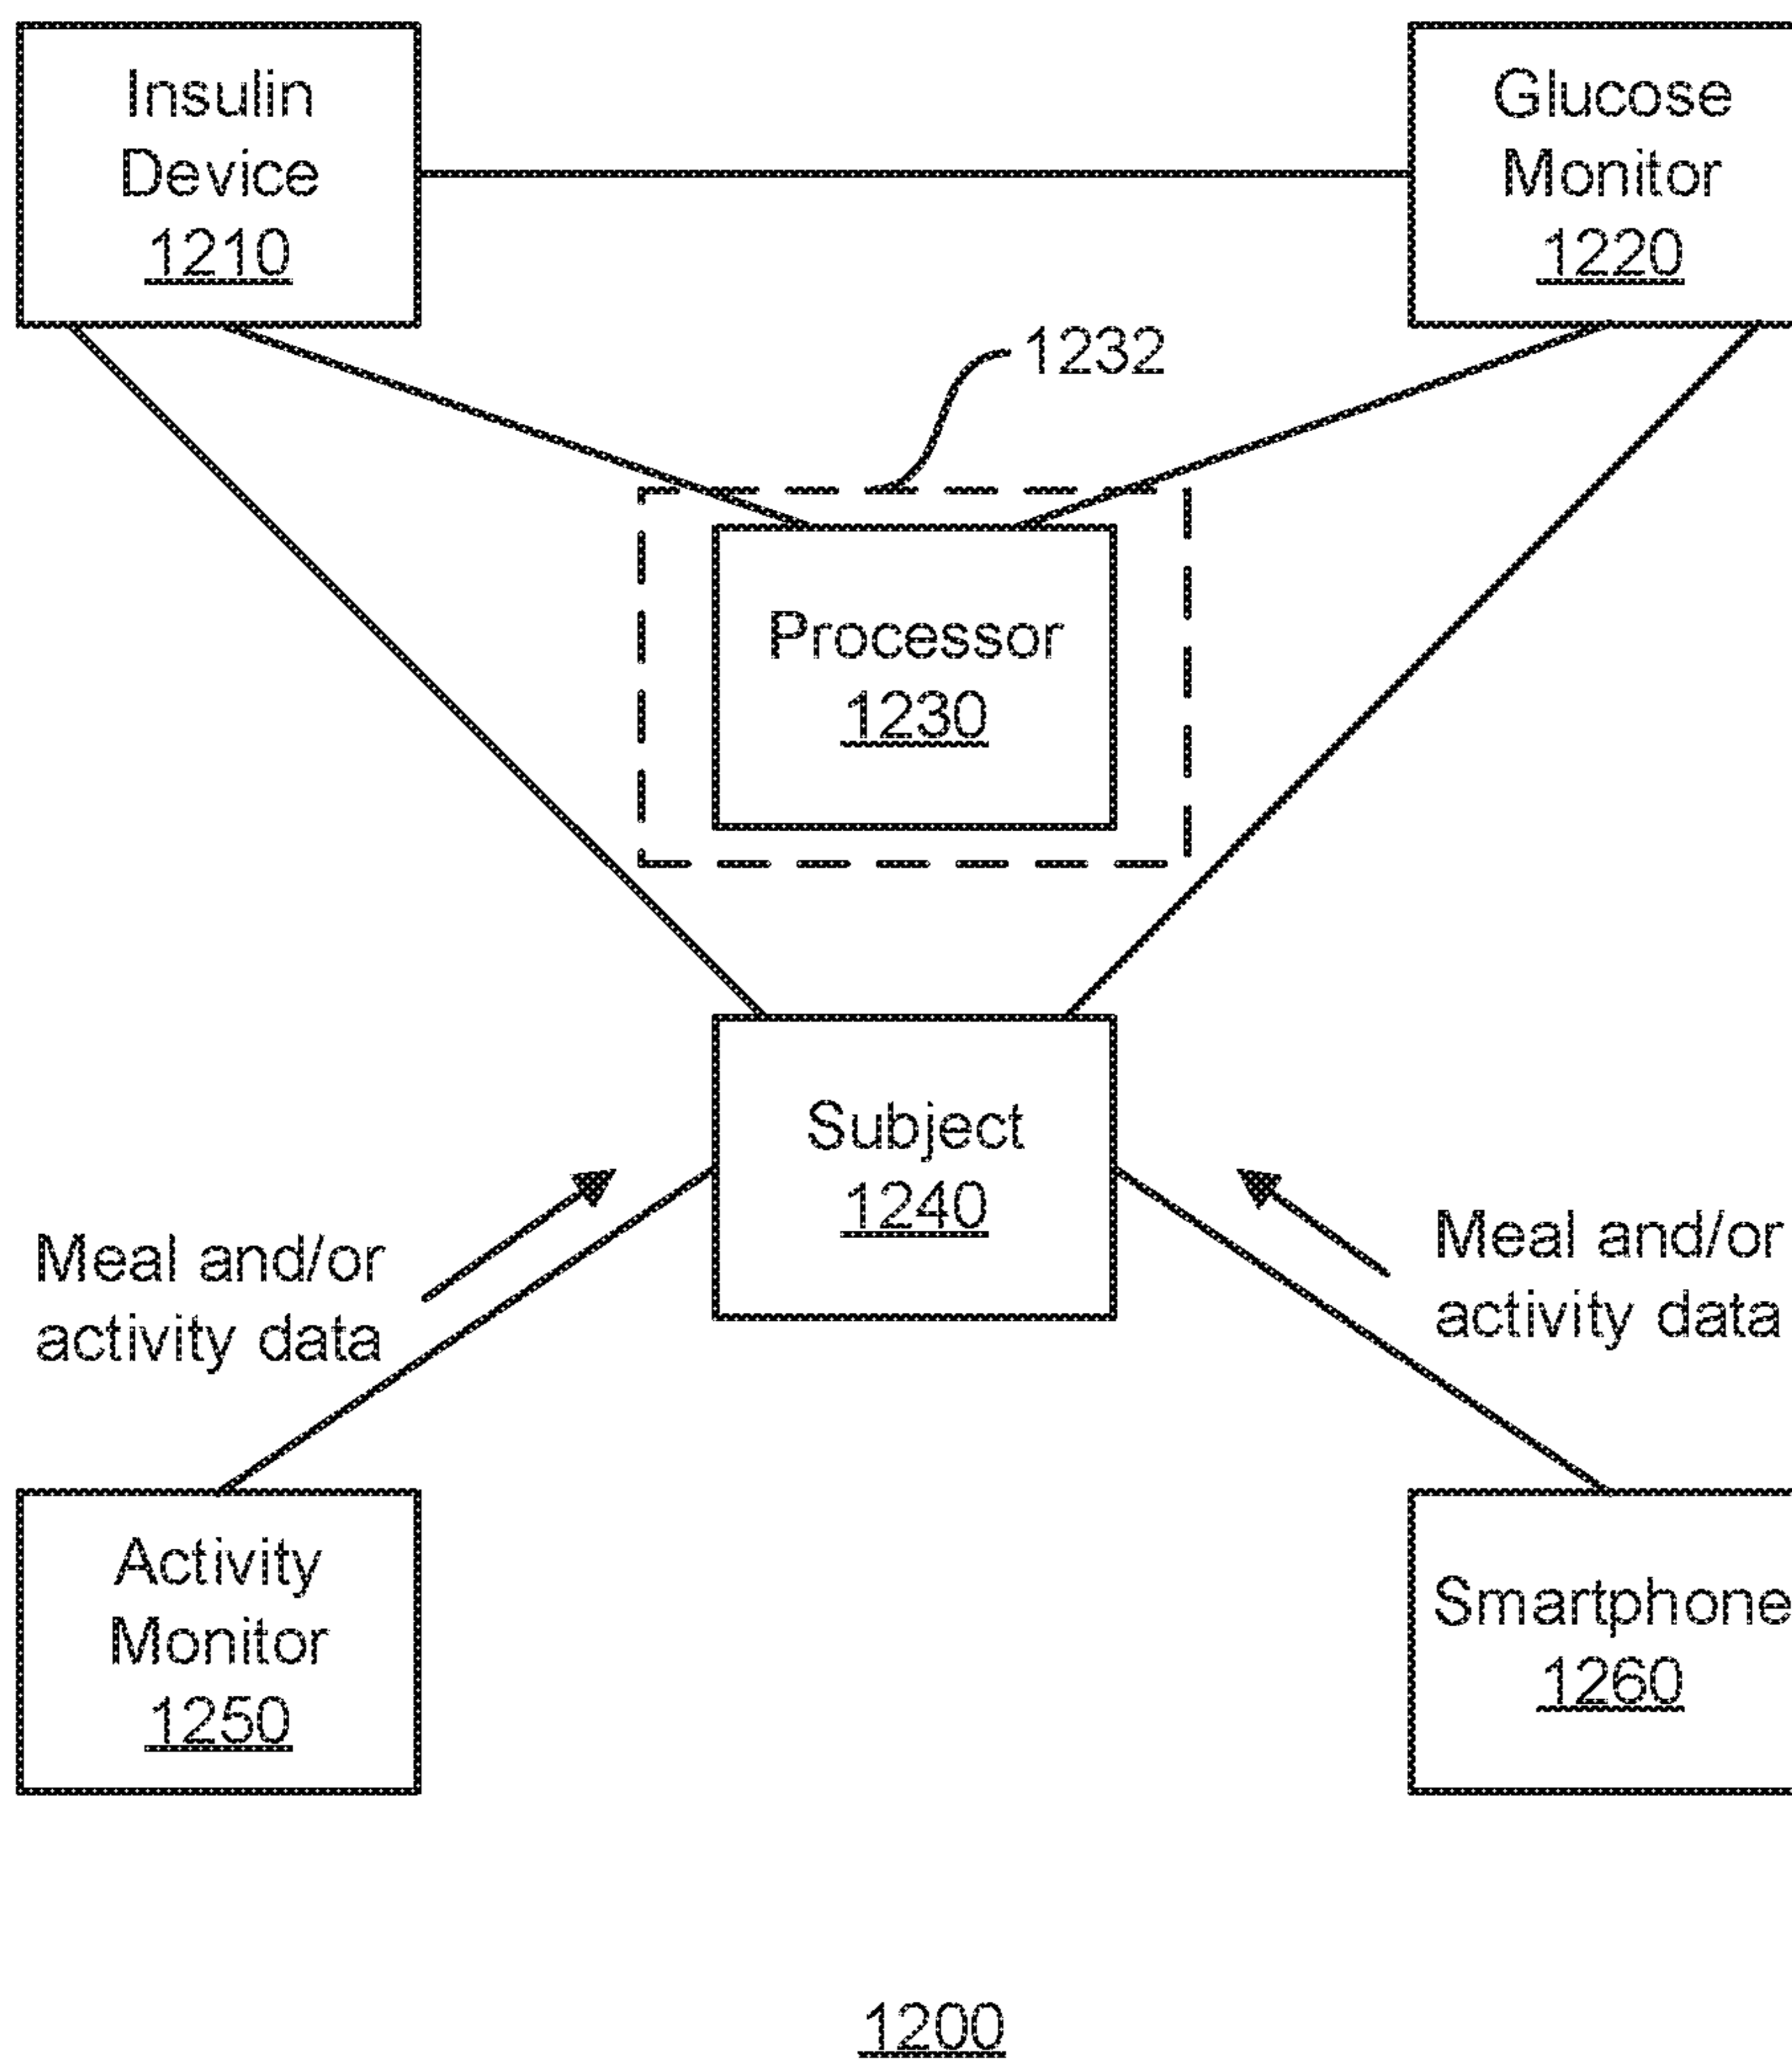 Insulin
Device
1210
Glucose
Monitor
1220
1232
Processor
1230
Subject
1240
Meal and/or
activity data
Meal and/or
activity data
Activity
Monitor
1250
Smartphone
1260
1200